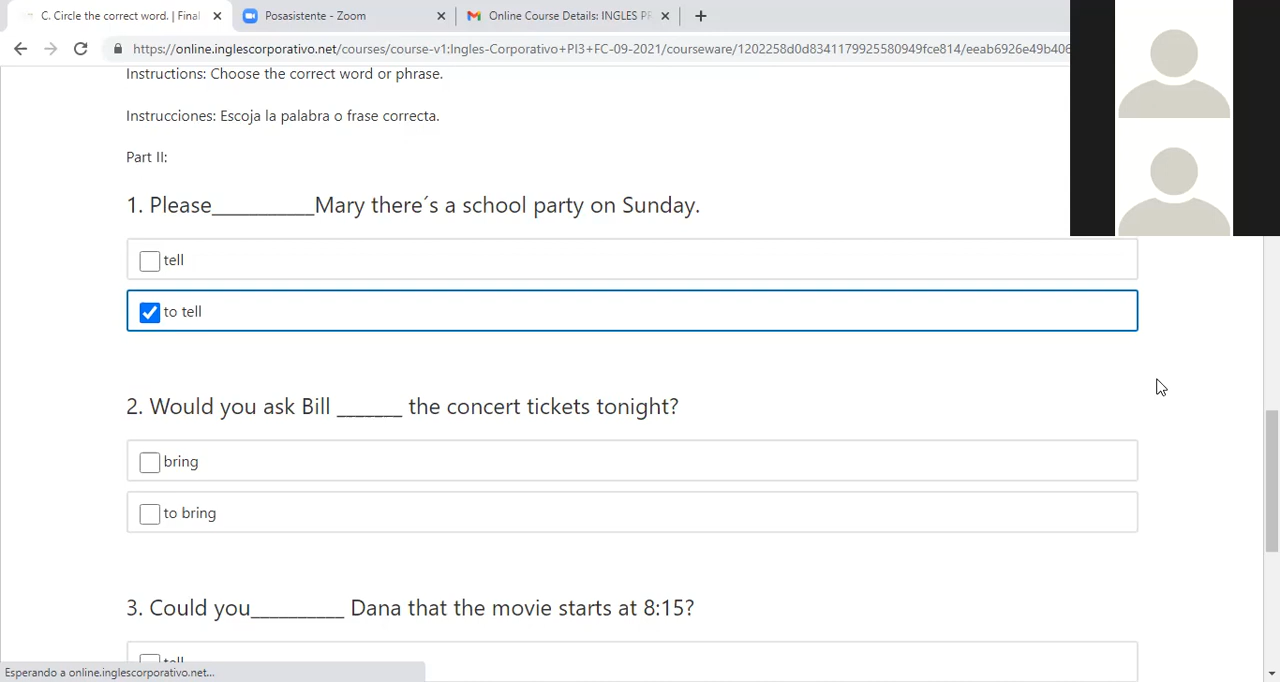 C. Circle the correct word. | Final
Posasistente - Zoom
Online Course Details: INGLES PR
https://online.inglescorporativo.net/courses/course-v1:Ingles-Corporativo+PI3+FC-09-2021/courseware/1202258d0d8341179925580949fce814/eeab6926e49b406
Instructions: Choose the correct word or phrase.
Instrucciones: Escoja la palabra o frase correcta.
Part II:
1. Please___________Mary there´s a school party on Sunday.
tell
to tell
2. Would you ask Bill _______ the concert tickets tonight?
bring
to bring
3. Could you__________ Dana that the movie starts at 8:15?
tell
Esperando a online.inglescorporativo.net...